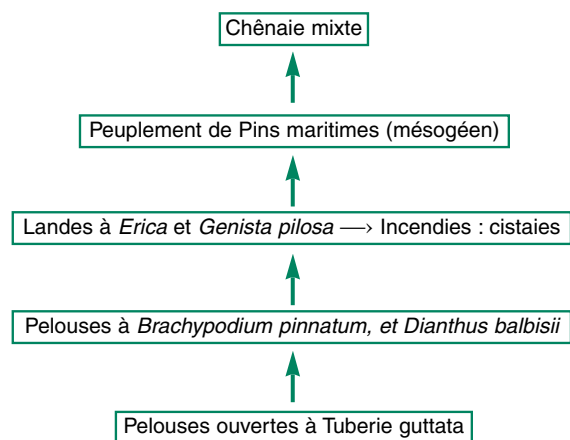 Chênaie mixte
Peuplement de Pins maritimes (mésogéen)
Landes à Erica et Genista pilosa ⟶ Incendies : cistaies
Pelouses à Brachypodium pinnatum, et Dianthus balbisii
Pelouses ouvertes à Tuberie guttata